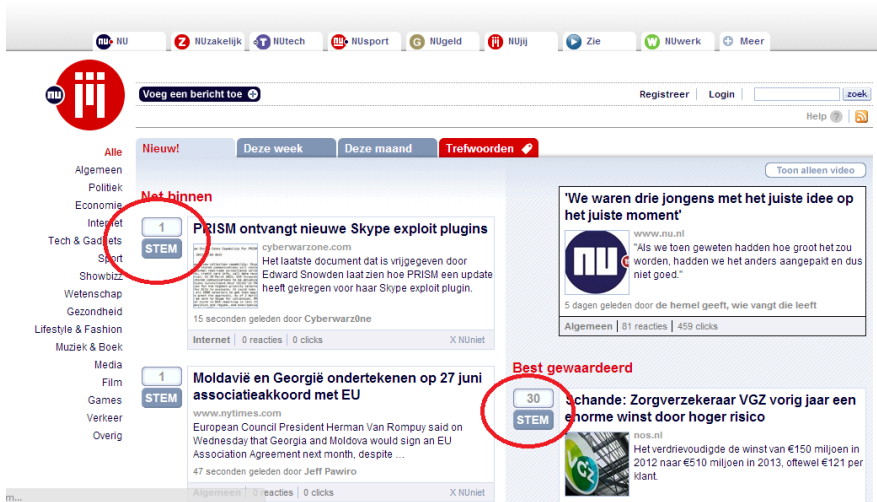 nu NU
Z NUzakelijk
T NUtech
nu NUsport
G NUgeld
NUjij
Zie
W NUwerk
Meer
nu jij
Voeg een bericht toe
Registreer | Login | zoek
Help ?
Nieuw!
Deze week
Deze maand
Trefwoorden
Toon alleen video
Alle
Algemeen
Politiek
Economie
Internet
Tech & Gadgets
Sport
Showbizz
Wetenschap
Gezondheid
Lifestyle & Fashion
Muziek & Boek
Media
Film
Games
Verkeer
Overig
Net binnen
1
STEM
PRISM ontvangt nieuwe Skype exploit plugins
cyberwarzone.com
Het laatste document dat is vrijgegeven door
Edward Snowden laat zien hoe PRISM een update
heeft gekregen voor haar Skype exploit plugin.
15 seconden geleden door Cyberwarz0ne
Internet | 0 reacties | 0 clicks
X NUniet
1
STEM
Moldavië en Georgië ondertekenen op 27 juni
associatieakkoord met EU
www.nytimes.com
European Council President Herman Van Rompuy said on
Wednesday that Georgia and Moldova would sign an EU
Association Agreement next month, despite ...
47 seconden geleden door Jeff Pawiro
Algemeen | 0 reacties | 0 clicks
X NUniet
'We waren drie jongens met het juiste idee op
het juiste moment'
www.nu.nl
nu
"Als we toen geweten hadden hoe groot het zou
worden, hadden we het anders aangepakt en dus
niet goed."
5 dagen geleden door de hemel geeft, wie vangt die leeft
Algemeen | 81 reacties | 459 clicks
Best gewaardeerd
30
STEM
Schande: Zorgverzekeraar VGZ vorig jaar een
enorme winst door hoger risico
nos.nl
VGZ
Het verdrievoudigde de winst van €150 miljoen in
2012 naar €510 miljoen in 2013, oftewel €121 per
klant.